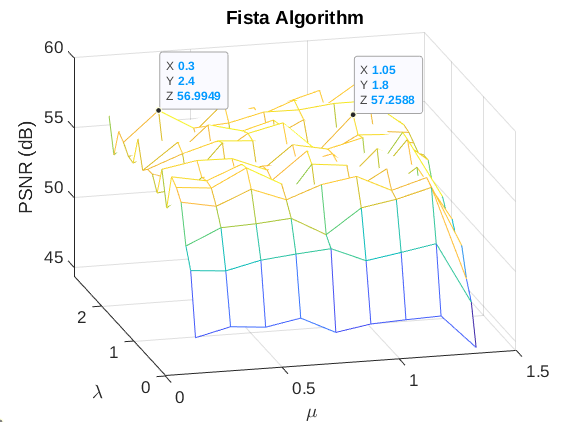 Fista Algorithm
X 0.3
Y 2.4
Z 56.9949
X 1.05
Y 1.8
Z 57.2588
PSNR (dB)
60
55
50
45
2
1
0
λ
0
0.5
1
1.5
μ